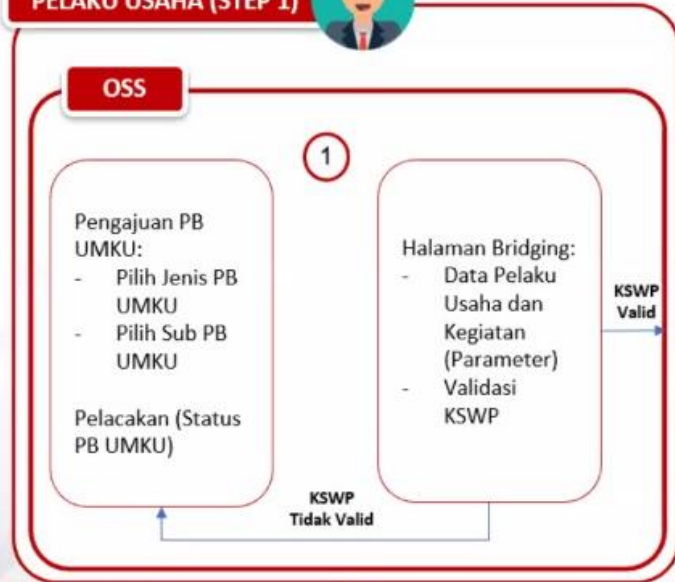 PELAKU USAHA (STEP 1)
OSS
1
Pengajuan PB
UMKU:
- Pilih Jenis PB
UMKU
- Pilih Sub PB
UMKU
Pelacakan (Status
PB UMKU)
Halaman Bridging:
- Data Pelaku
Usaha dan
Kegiatan
(Parameter)
- Validasi
KSWP
KSWP
Valid
KSWP
Tidak Valid